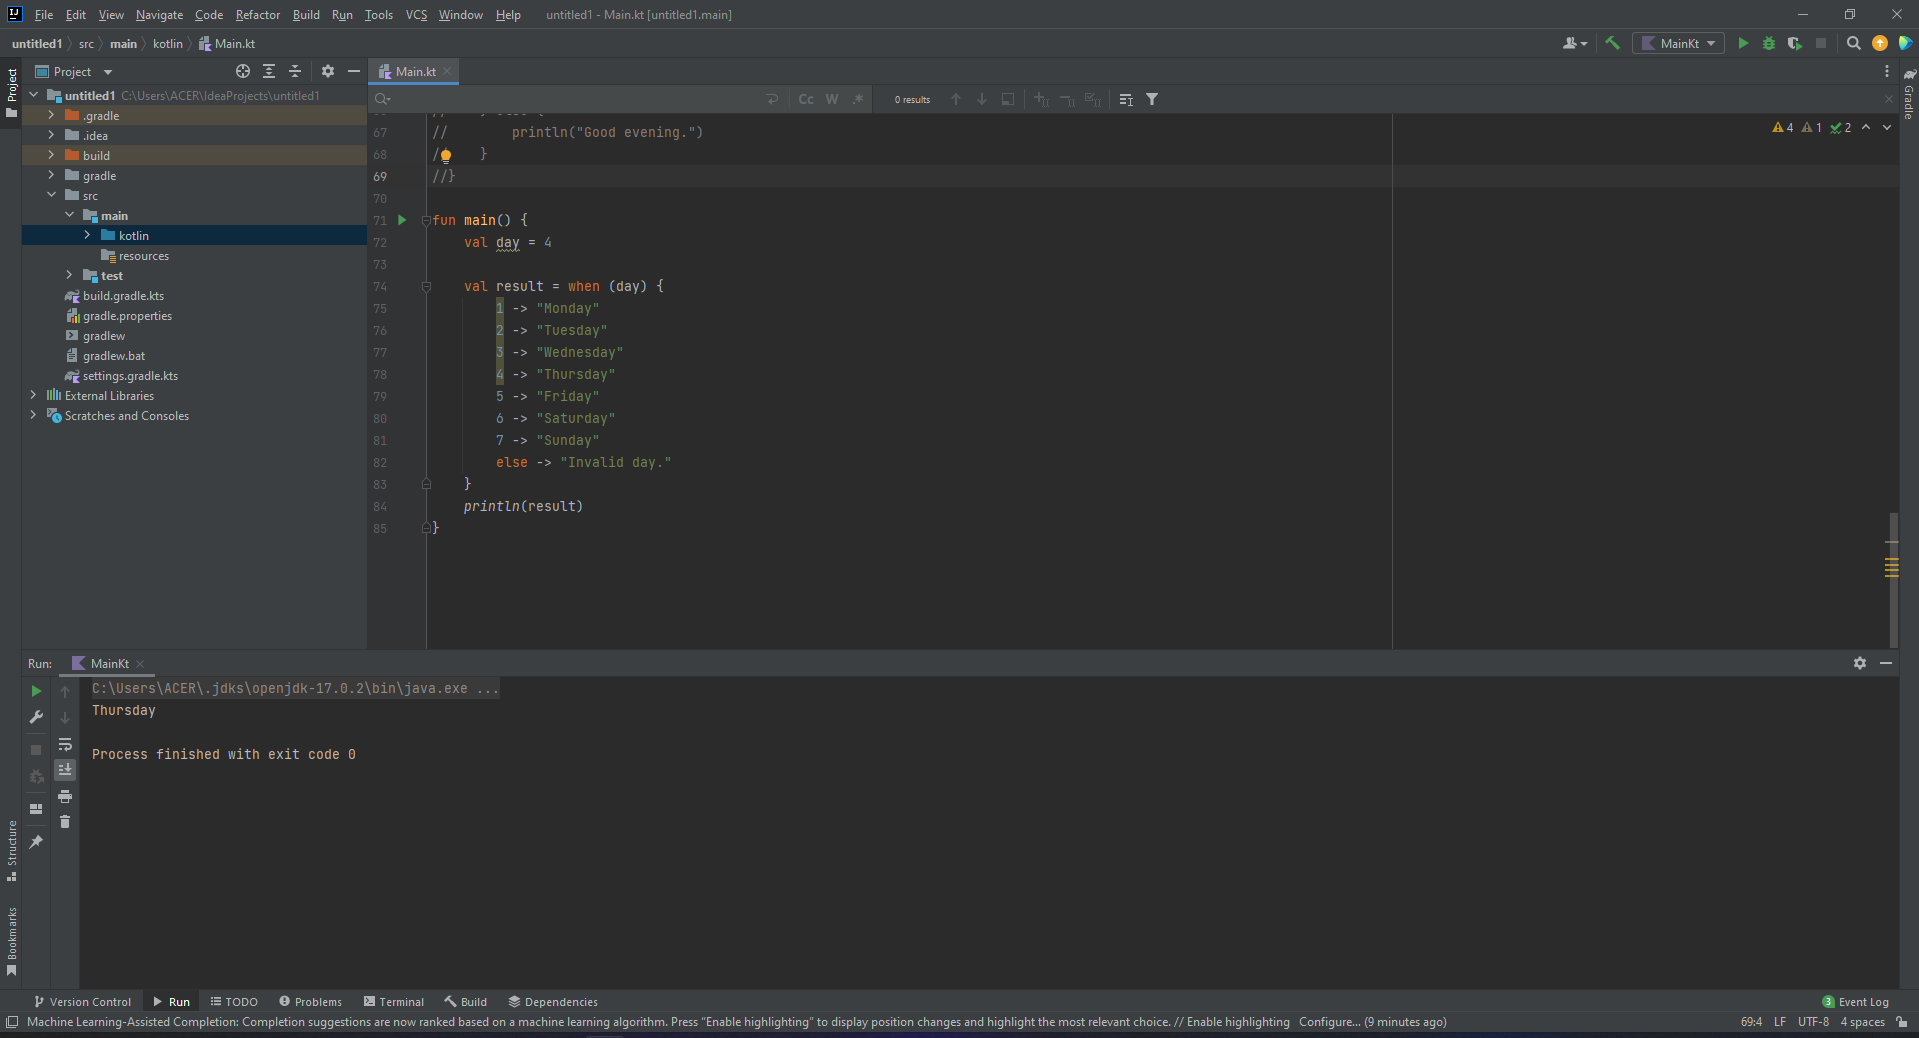 File Edit View Navigate Code Refactor Build Run Tools VCS Window Help untitled1 - Main.kt [untitled1.main]
untitled1 src main kotlin Main.kt
MainKt
Project
Main.kt
Project
Gradle
untitled1 C:\Users\ACER\IdeaProjects\untitled1
.gradle
.idea
build
gradle
src
main
kotlin
resources
test
build.gradle.kts
gradle.properties
gradlew
gradlew.bat
settings.gradle.kts
External Libraries
Scratches and Consoles
Cc W .* 0 results
4 1 2
67 // println("Good evening.")
68 / }
69 //}
70
71 fun main() {
72 val day = 4
73
74 val result = when (day) {
75 1 -> "Monday"
76 2 -> "Tuesday"
77 3 -> "Wednesday"
78 4 -> "Thursday"
79 5 -> "Friday"
80 6 -> "Saturday"
81 7 -> "Sunday"
82 else -> "Invalid day."
83 }
84 println(result)
85 }
Run: MainKt
C:\Users\ACER\.jdks\openjdk-17.0.2\bin\java.exe ...
Thursday
Process finished with exit code 0
Structure
Bookmarks
Version Control Run TODO Problems Terminal Build Dependencies
3 Event Log
Machine Learning-Assisted Completion: Completion suggestions are now ranked based on a machine learning algorithm. Press “Enable highlighting” to display position changes and highlight the most relevant choice. // Enable highlighting Configure... (9 minutes ago)
69:4 LF UTF-8 4 spaces